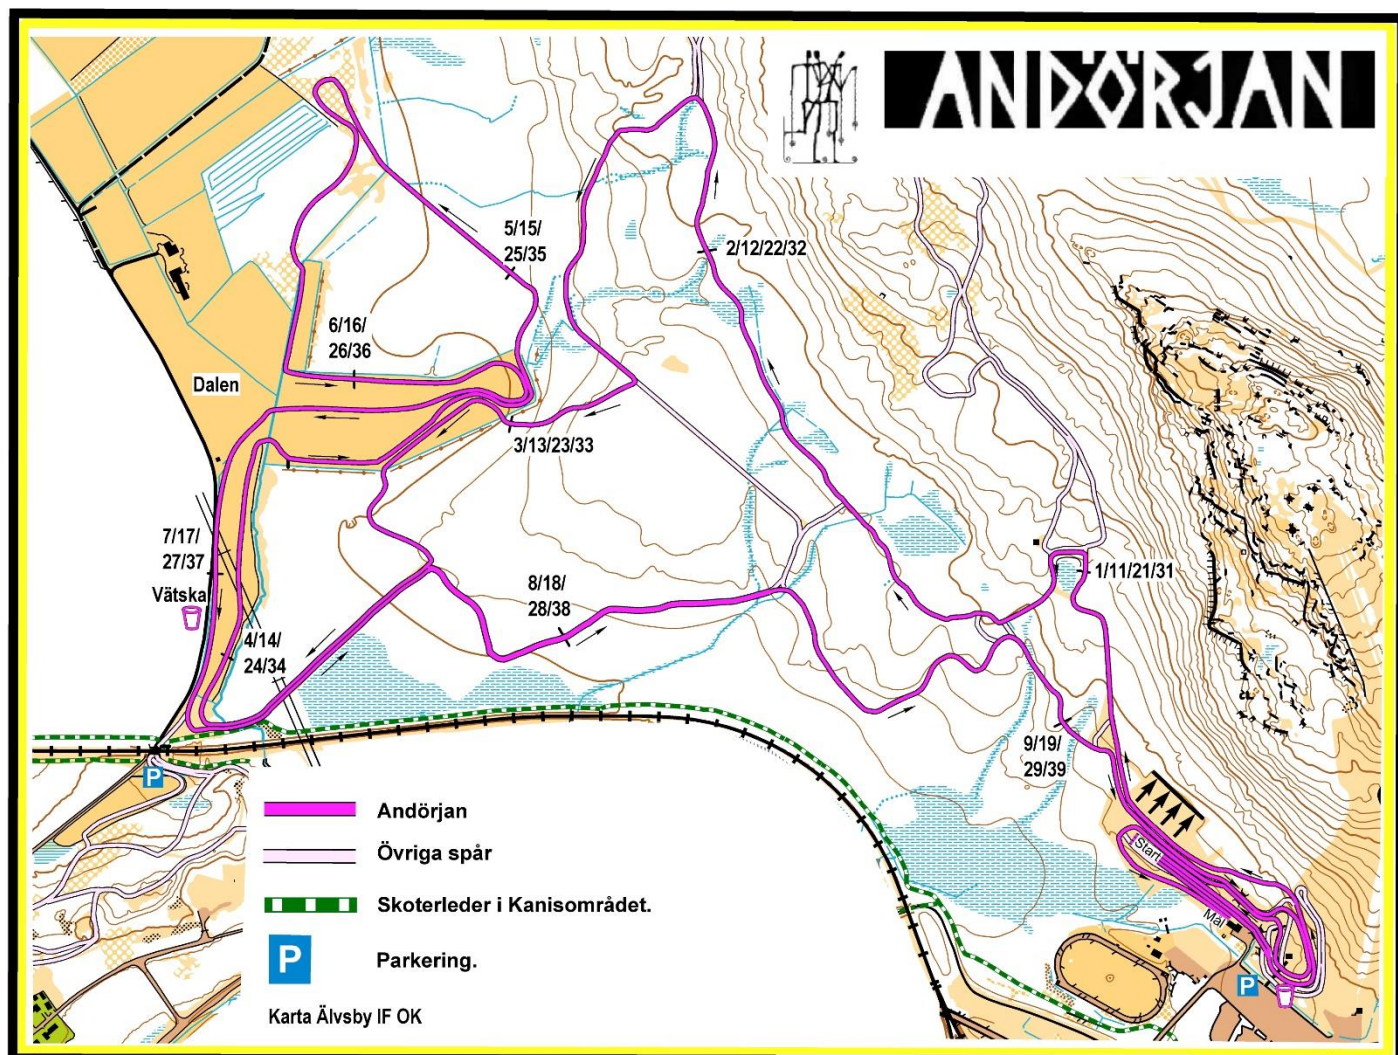 ANDÖRJAN
5/15/
25/35
2/12/22/32
6/16/
26/36
Dalen
3/13/23/33
7/17/
27/37
Vätska
8/18/
28/38
1/11/21/31
4/14/
24/34
9/19/
29/39
Start
Mål
P
P
Andörjan
Övriga spår
Skoterleder i Kanisområdet.
P
Parkering.
Karta Älvsby IF OK